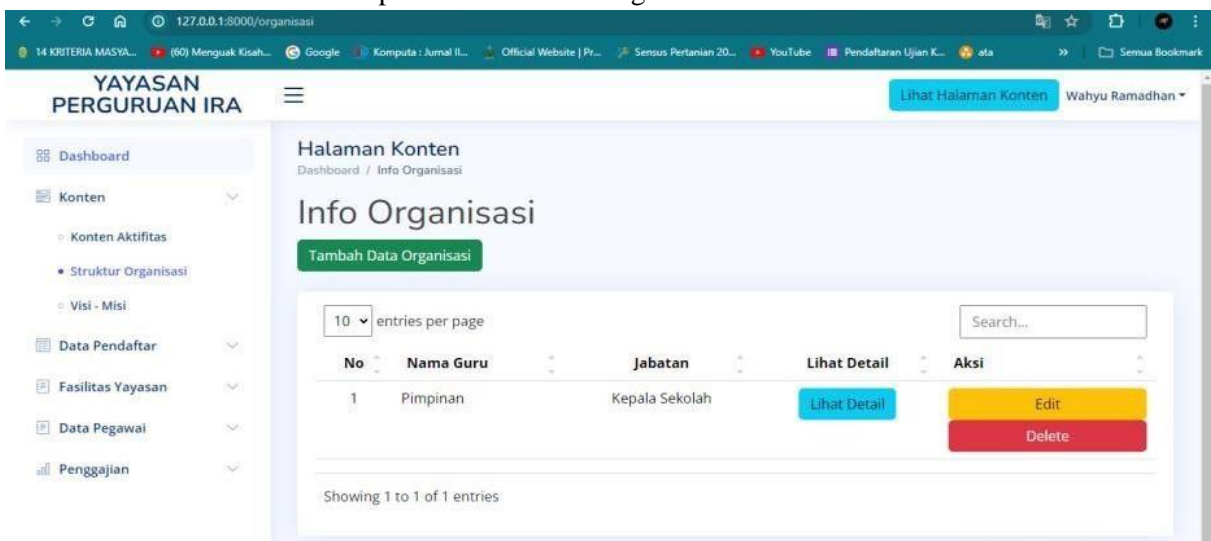 127.0.0.1:8000/organisasi
14 KRITERIA MASYA...
(60) Menguak Kisah...
Google
Komputa : Jurnal Il...
Official Website | Pr...
Sensus Pertanian 20...
YouTube
Pendaftaran Ujian K...
ata
»
Semua Bookmark
YAYASAN
PERGURUAN IRA
Lihat Halaman Konten
Wahyu Ramadhan
Dashboard
Konten
Konten Aktifitas
Struktur Organisasi
Visi - Misi
Data Pendaftar
Fasilitas Yayasan
Data Pegawai
Penggajian
Halaman Konten
Dashboard / Info Organisasi
Info Organisasi
Tambah Data Organisasi
10 entries per page
Search...
No Nama Guru Jabatan Lihat Detail Aksi
1 Pimpinan Kepala Sekolah Lihat Detail Edit
Delete
Showing 1 to 1 of 1 entries